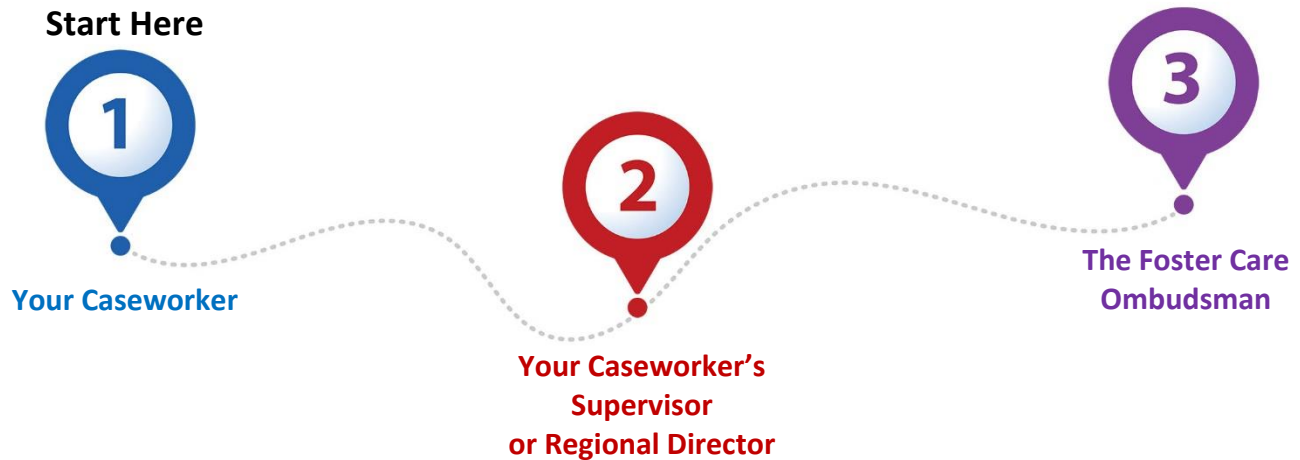 Start Here
1
Your Caseworker
2
Your Caseworker’s
Supervisor
or Regional Director
3
The Foster Care
Ombudsman